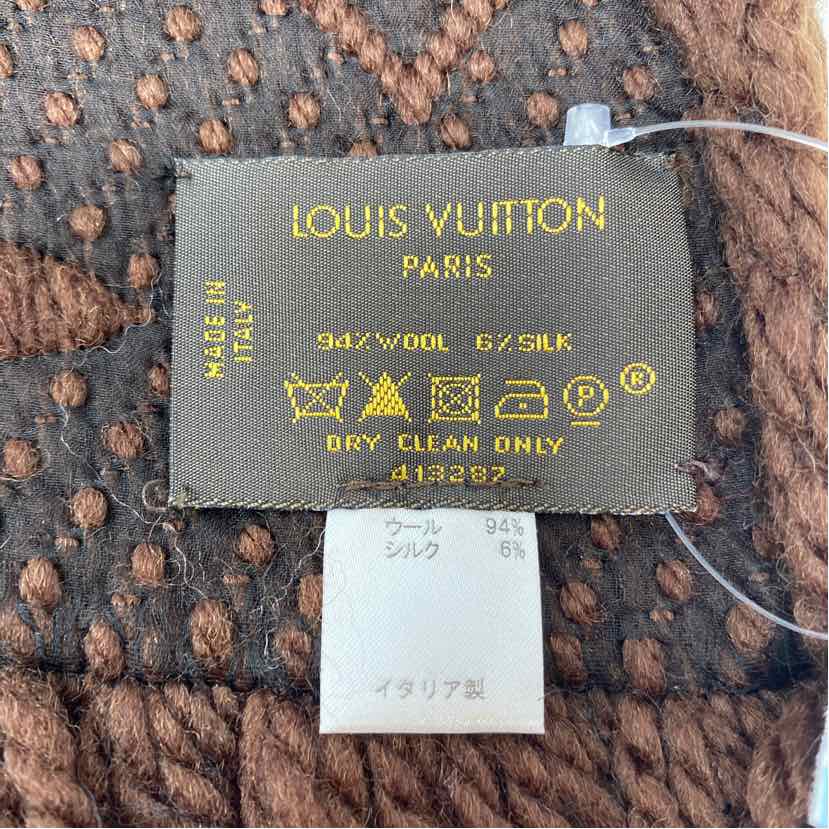 LOUIS VUITTON
PARIS
MADE IN
ITALY
94%WOOL 6%SILK
P
R
DRY CLEAN ONLY
413287
ウール 94%
シルク 6%
イタリア製